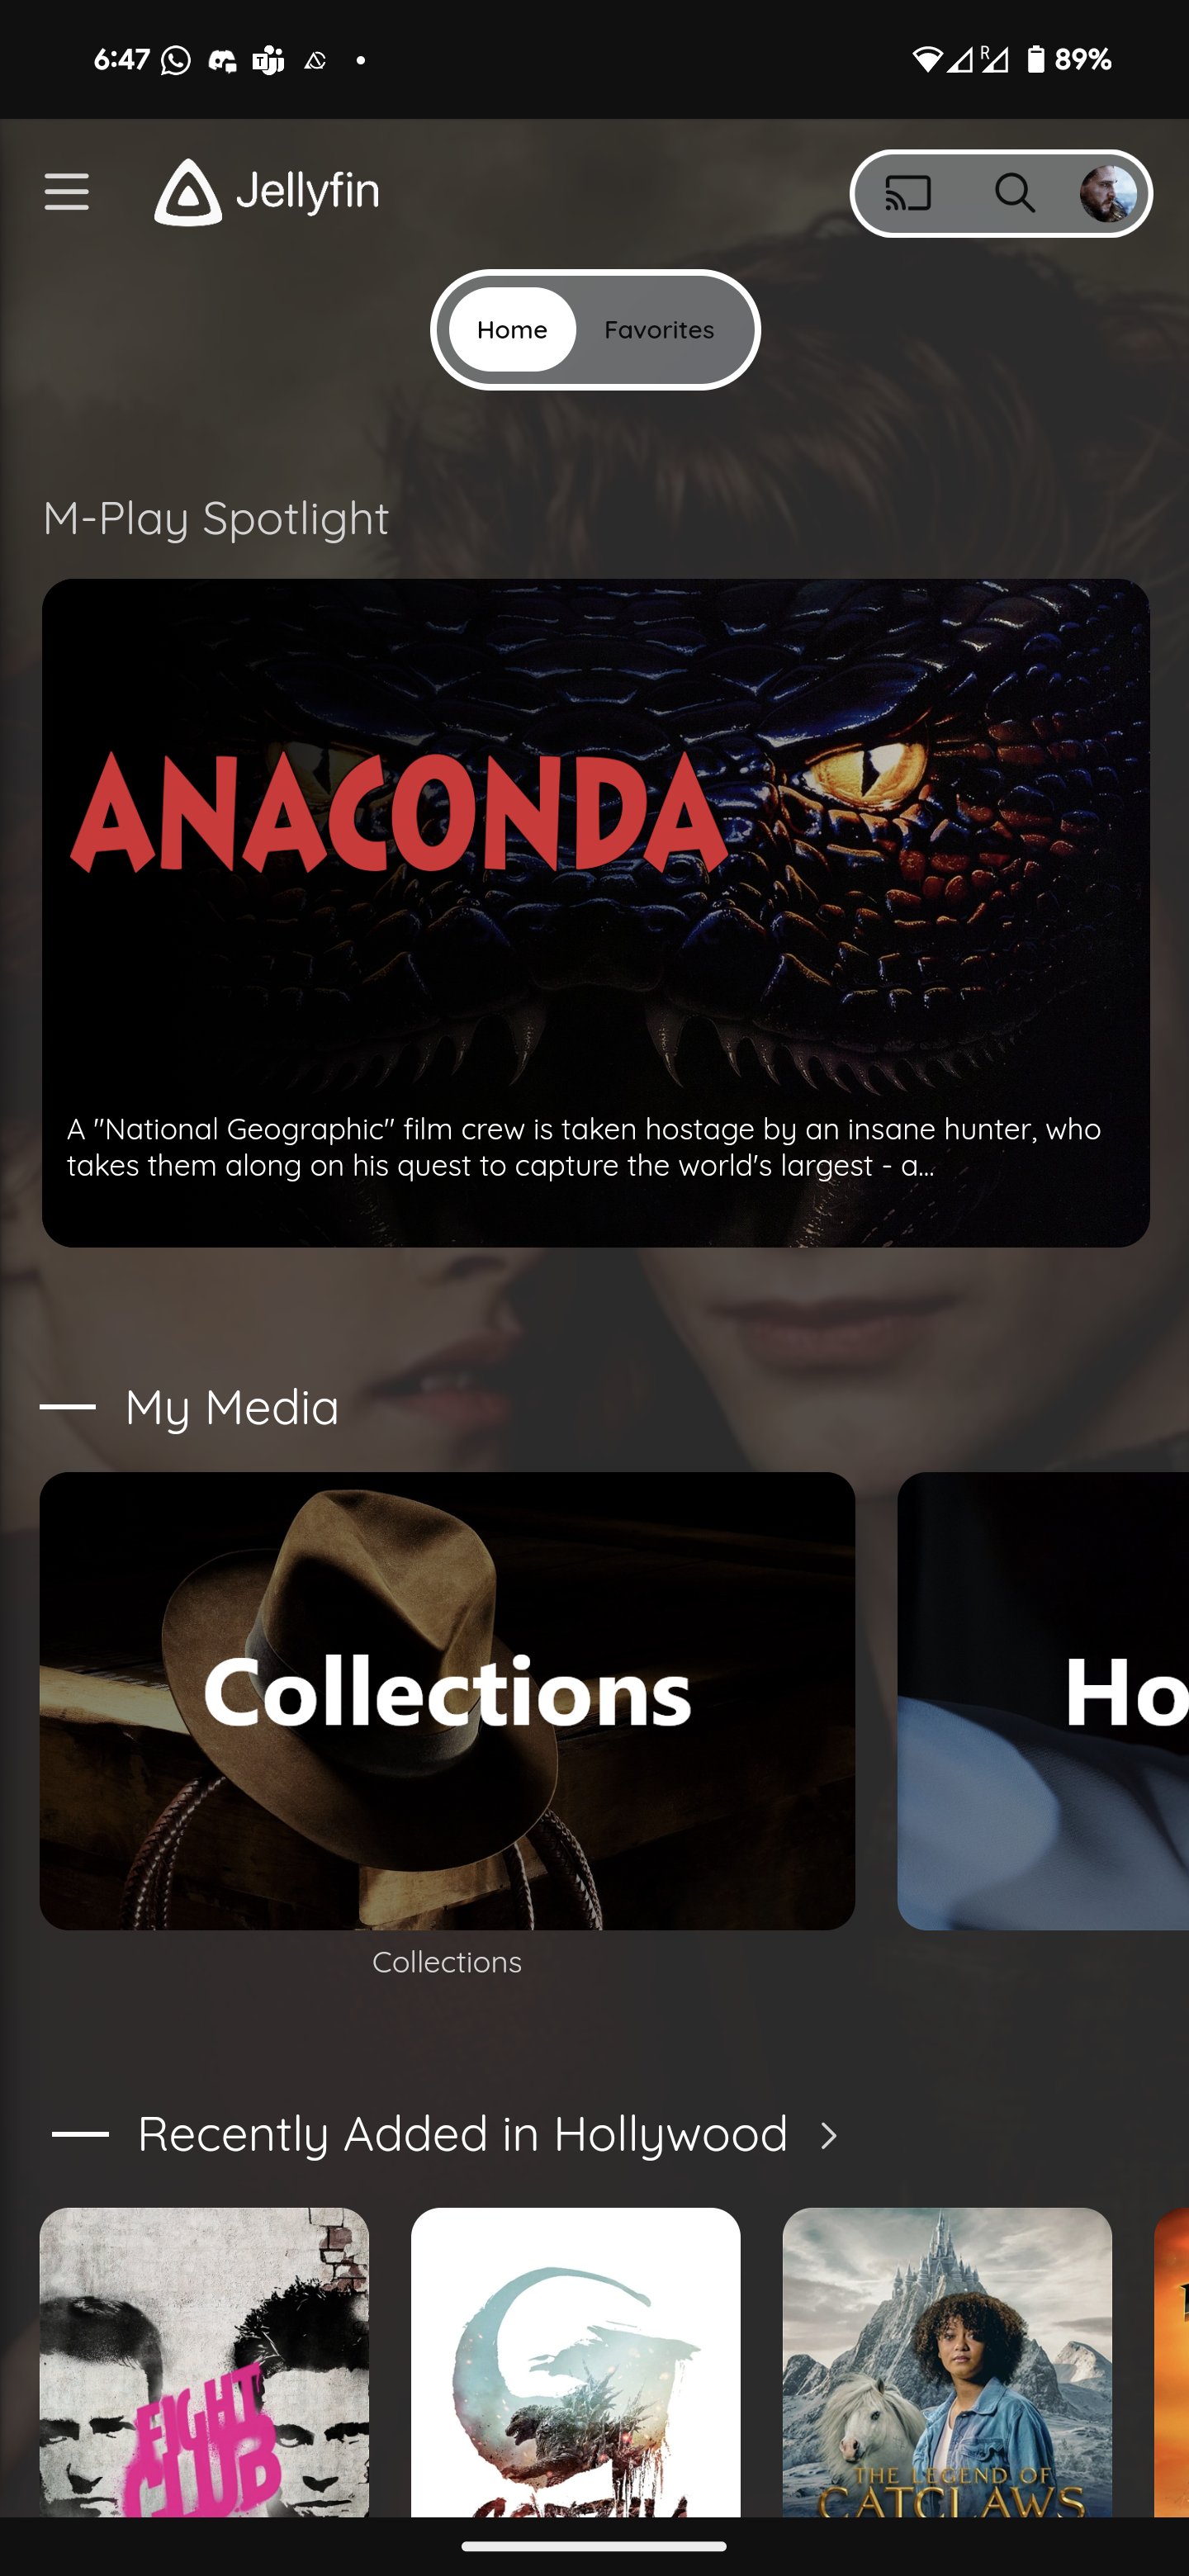 6:47
R
89%
Jellyfin
Home
Favorites
M-Play Spotlight
ANACONDA
A "National Geographic" film crew is taken hostage by an insane hunter, who
takes them along on his quest to capture the world's largest - a...
My Media
Collections
Ho
Collections
Recently Added in Hollywood
FIGHT
CLUB
THE LEGEND OF
CATCLAWS